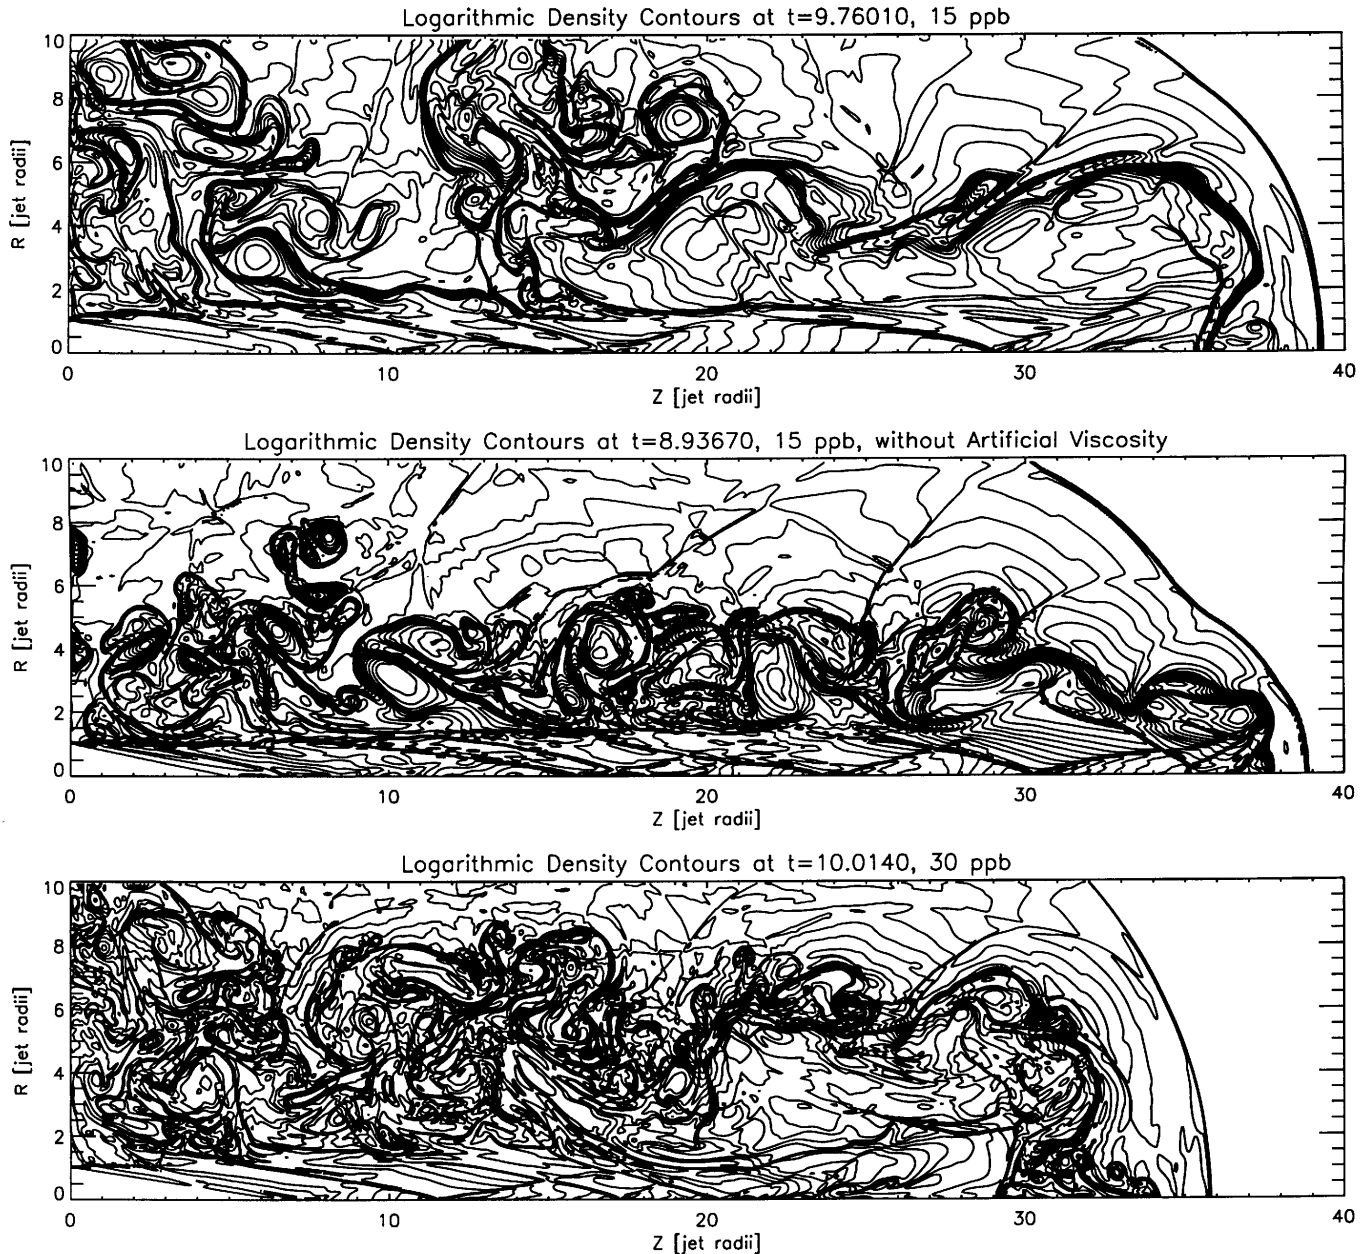 Logarithmic Density Contours at t=9.76010, 15 ppb
10
8
6
4
2
0
R [jet radii]
0 10 20 30 40
Z [jet radii]
Logarithmic Density Contours at t=8.93670, 15 ppb, without Artificial Viscosity
10
8
6
4
2
0
R [jet radii]
0 10 20 30 40
Z [jet radii]
Logarithmic Density Contours at t=10.0140, 30 ppb
10
8
6
4
2
0
R [jet radii]
0 10 20 30 40
Z [jet radii]